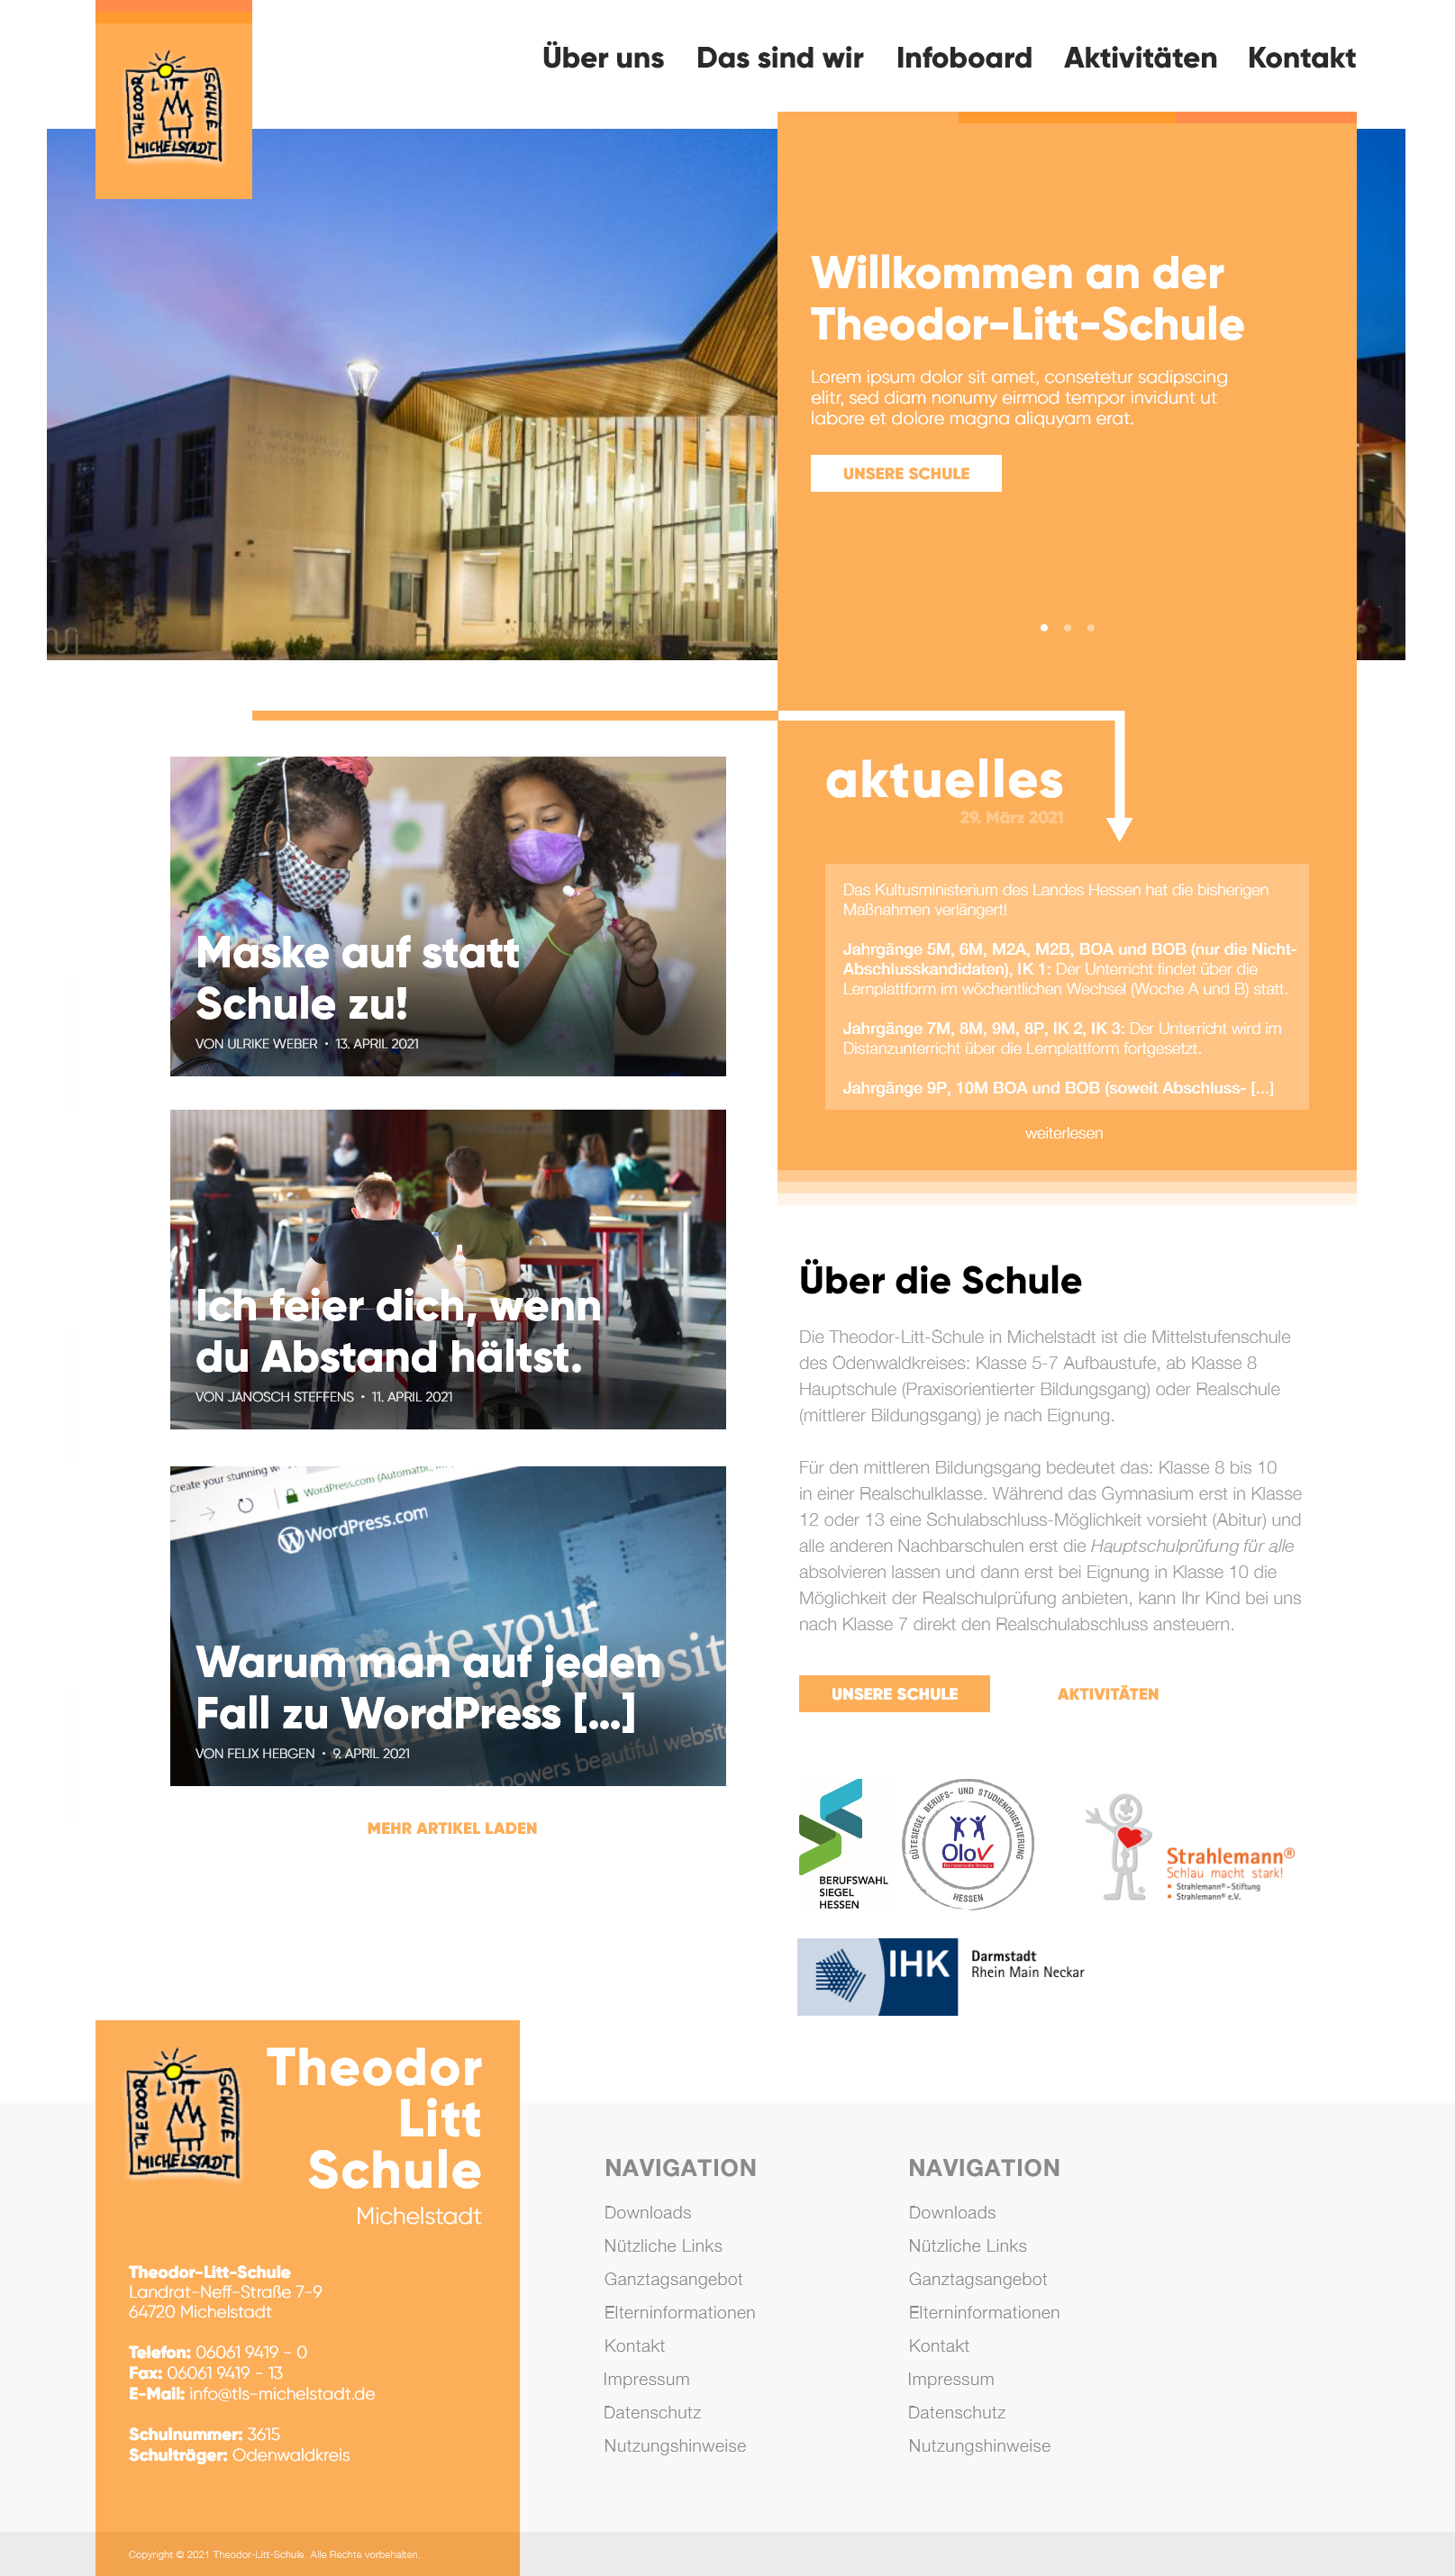 THEODOR LITT SCHULE MICHELSTADT
Über uns Das sind wir Infoboard Aktivitäten Kontakt
Willkommen an der
Theodor-Litt-Schule
Lorem ipsum dolor sit amet, consetetur sadipscing
elitr, sed diam nonumy eirmod tempor invidunt ut
labore et dolore magna aliquyam erat.
UNSERE SCHULE
aktuelles
29. März 2021
Das Kultusministerium des Landes Hessen hat die bisherigen
Maßnahmen verlängert!
Jahrgänge 5M, 6M, M2A, M2B, BOA und BOB (nur die Nicht-
Abschlusskandidaten), IK 1: Der Unterricht findet über die
Lernplattform im wöchentlichen Wechsel (Woche A und B) statt.
Jahrgänge 7M, 8M, 9M, 8P, IK 2, IK 3: Der Unterricht wird im
Distanzunterricht über die Lernplattform fortgesetzt.
Jahrgänge 9P, 10M BOA und BOB (soweit Abschluss- [...]
weiterlesen
Maske auf statt
Schule zu!
VON ULRIKE WEBER • 13. APRIL 2021
Ich feier dich, wenn
du Abstand hältst.
VON JANOSCH STEFFENS • 11. APRIL 2021
Create your stunning
WordPress.com (Automattic,
WordPress.com
Create your
stunning website
powers beautiful website
Warum man auf jeden
Fall zu WordPress [...]
VON FELIX HEBGEN • 9. APRIL 2021
MEHR ARTIKEL LADEN
Über die Schule
Die Theodor-Litt-Schule in Michelstadt ist die Mittelstufenschule
des Odenwaldkreises: Klasse 5-7 Aufbaustufe, ab Klasse 8
Hauptschule (Praxisorientierter Bildungsgang) oder Realschule
(mittlerer Bildungsgang) je nach Eignung.
Für den mittleren Bildungsgang bedeutet das: Klasse 8 bis 10
in einer Realschulklasse. Während das Gymnasium erst in Klasse
12 oder 13 eine Schulabschluss-Möglichkeit vorsieht (Abitur) und
alle anderen Nachbarschulen erst die Hauptschulprüfung für alle
absolvieren lassen und dann erst bei Eignung in Klasse 10 die
Möglichkeit der Realschulprüfung anbieten, kann Ihr Kind bei uns
nach Klasse 7 direkt den Realschulabschluss ansteuern.
UNSERE SCHULE AKTIVITÄTEN
BERUFSWAHL
SIEGEL
HESSEN
GÜTESIEGEL BERUFS- UND STUDIENORIENTIERUNG
OloV
HESSEN
Strahlemann®
Schlau macht stark!
Strahlemann®-Stiftung
Strahlemann® e.V.
IHK
Darmstadt
Rhein Main Neckar
THEODOR LITT SCHULE MICHELSTADT
Theodor
Litt
Schule
Michelstadt
Theodor-Litt-Schule
Landrat-Neff-Straße 7-9
64720 Michelstadt
Telefon: 06061 9419 - 0
Fax: 06061 9419 - 13
E-Mail: info@tls-michelstadt.de
Schulnummer: 3615
Schulträger: Odenwaldkreis
Copyright © 2021 Theodor-Litt-Schule. Alle Rechte vorbehalten.
NAVIGATION
Downloads
Nützliche Links
Ganztagsangebot
Elterninformationen
Kontakt
Impressum
Datenschutz
Nutzungshinweise
NAVIGATION
Downloads
Nützliche Links
Ganztagsangebot
Elterninformationen
Kontakt
Impressum
Datenschutz
Nutzungshinweise